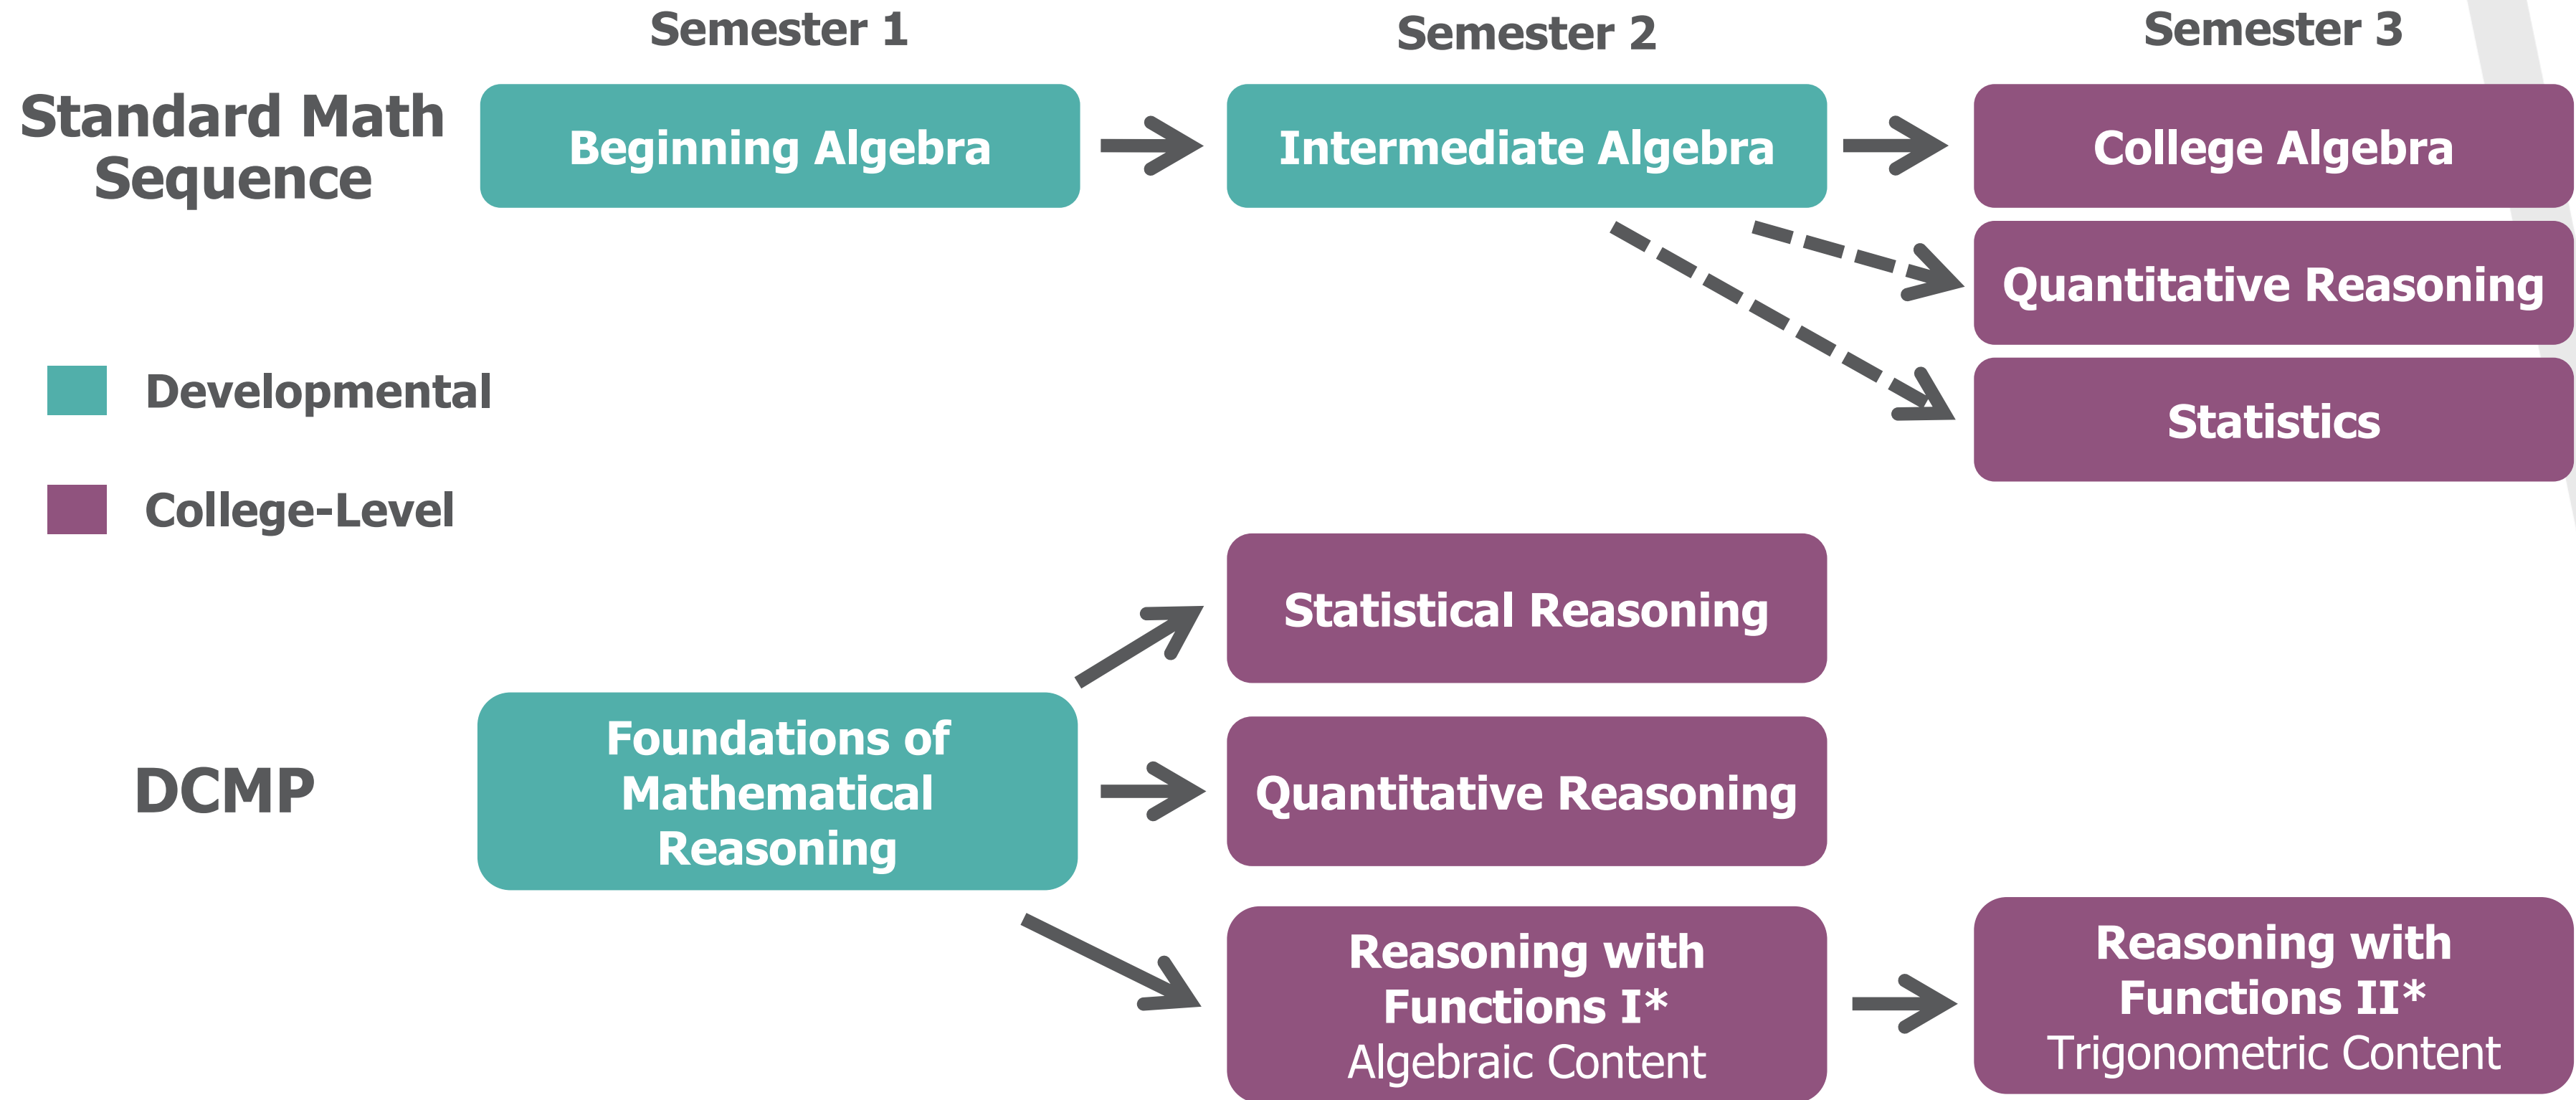 Semester 1
Semester 2
Semester 3
Standard Math
Sequence
Beginning Algebra
Intermediate Algebra
College Algebra
Quantitative Reasoning
Statistics
Developmental
College-Level
DCMP
Foundations of
Mathematical
Reasoning
Statistical Reasoning
Quantitative Reasoning
Reasoning with
Functions I*
Algebraic Content
Reasoning with
Functions II*
Trigonometric Content